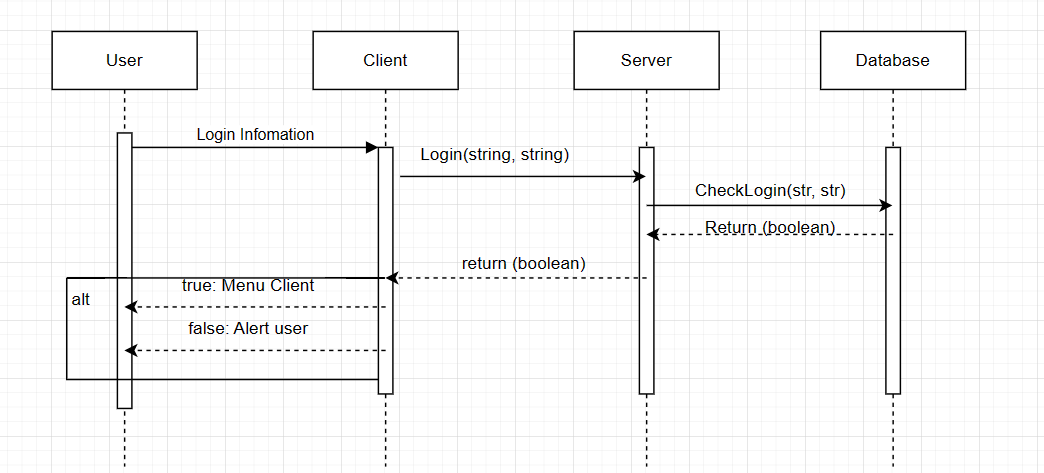 User
Client
Server
Database
Login Infomation
Login(string, string)
CheckLogin(str, str)
Return (boolean)
return (boolean)
true: Menu Client
alt
false: Alert user